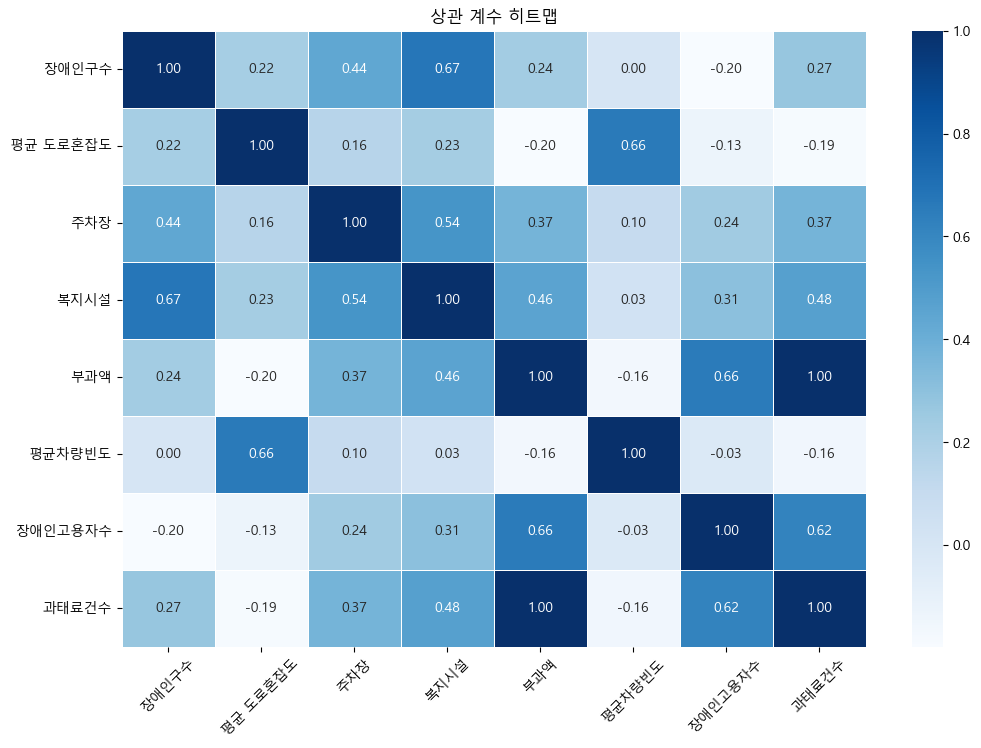 상관 계수 히트맵
장애인구수 1.00 0.22 0.44 0.67 0.24 0.00 -0.20 0.27
평균 도로혼잡도 0.22 1.00 0.16 0.23 -0.20 0.66 -0.13 -0.19
주차장 0.44 0.16 1.00 0.54 0.37 0.10 0.24 0.37
복지시설 0.67 0.23 0.54 1.00 0.46 0.03 0.31 0.48
부과액 0.24 -0.20 0.37 0.46 1.00 -0.16 0.66 1.00
평균차량빈도 0.00 0.66 0.10 0.03 -0.16 1.00 -0.03 -0.16
장애인고용자수 -0.20 -0.13 0.24 0.31 0.66 -0.03 1.00 0.62
과태료건수 0.27 -0.19 0.37 0.48 1.00 -0.16 0.62 1.00
장애인구수 평균 도로혼잡도 주차장 복지시설 부과액 평균차량빈도 장애인고용자수 과태료건수
1.0
0.8
0.6
0.4
0.2
0.0